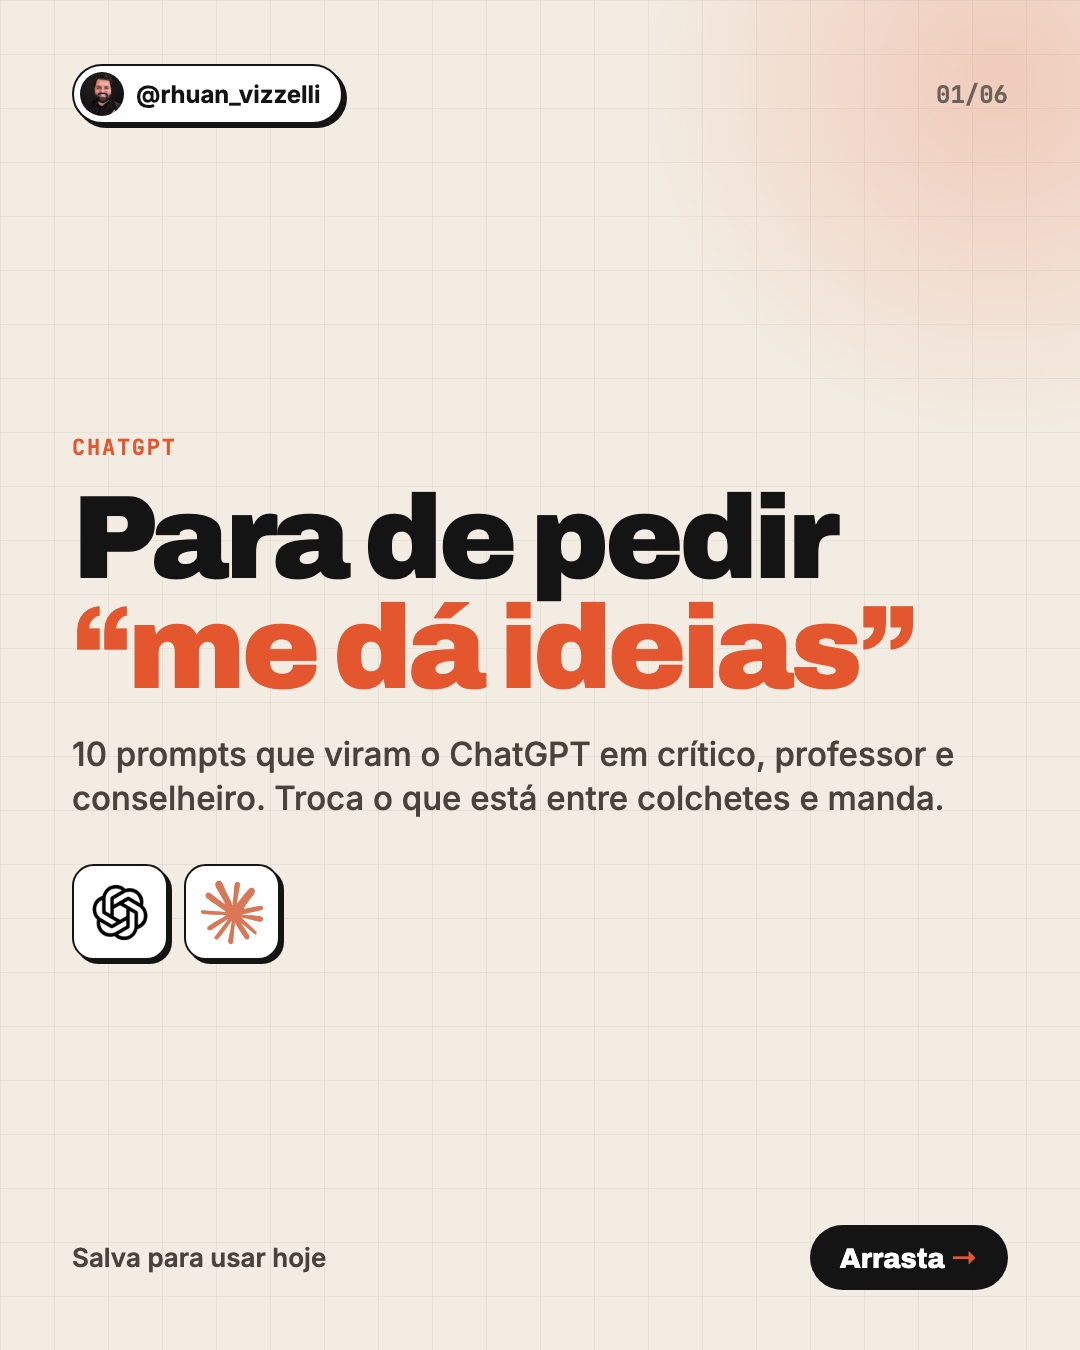 @rhuan_vizzelli
01/06
CHATGPT
Para de pedir
“me dá ideias”
10 prompts que viram o ChatGPT em crítico, professor e
conselheiro. Troca o que está entre colchetes e manda.
Salva para usar hoje
Arrasta →